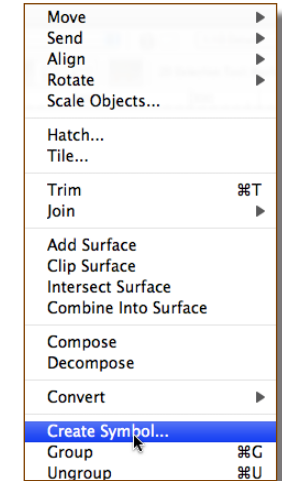 Move
Send
Align
Rotate
Scale Objects...
Hatch...
Tile...
Trim ⌘T
Join
Add Surface
Clip Surface
Intersect Surface
Combine Into Surface
Compose
Decompose
Convert
Create Symbol...
Group ⌘G
Ungroup ⌘U